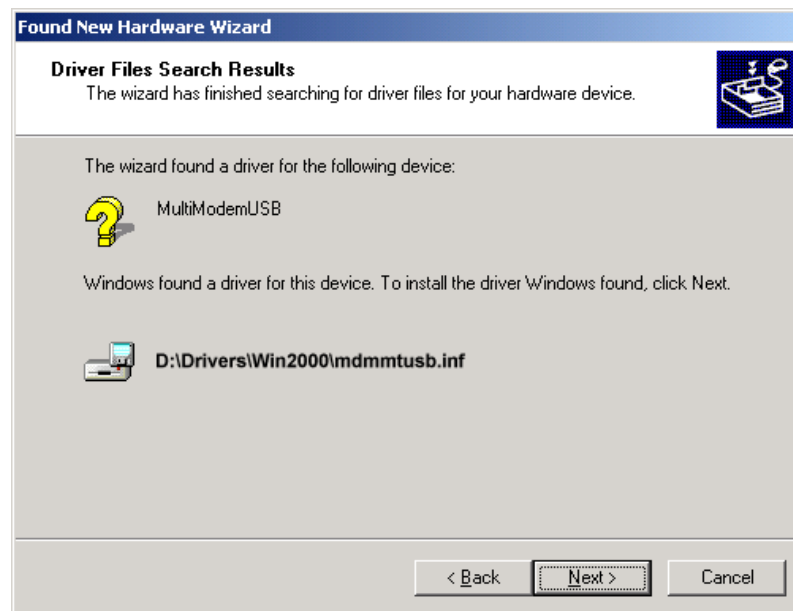 Found New Hardware Wizard
Driver Files Search Results
The wizard has finished searching for driver files for your hardware device.
The wizard found a driver for the following device:
MultiModemUSB
Windows found a driver for this device. To install the driver Windows found, click Next.
D:\Drivers\Win2000\mdmmtusb.inf
< Back Next > Cancel